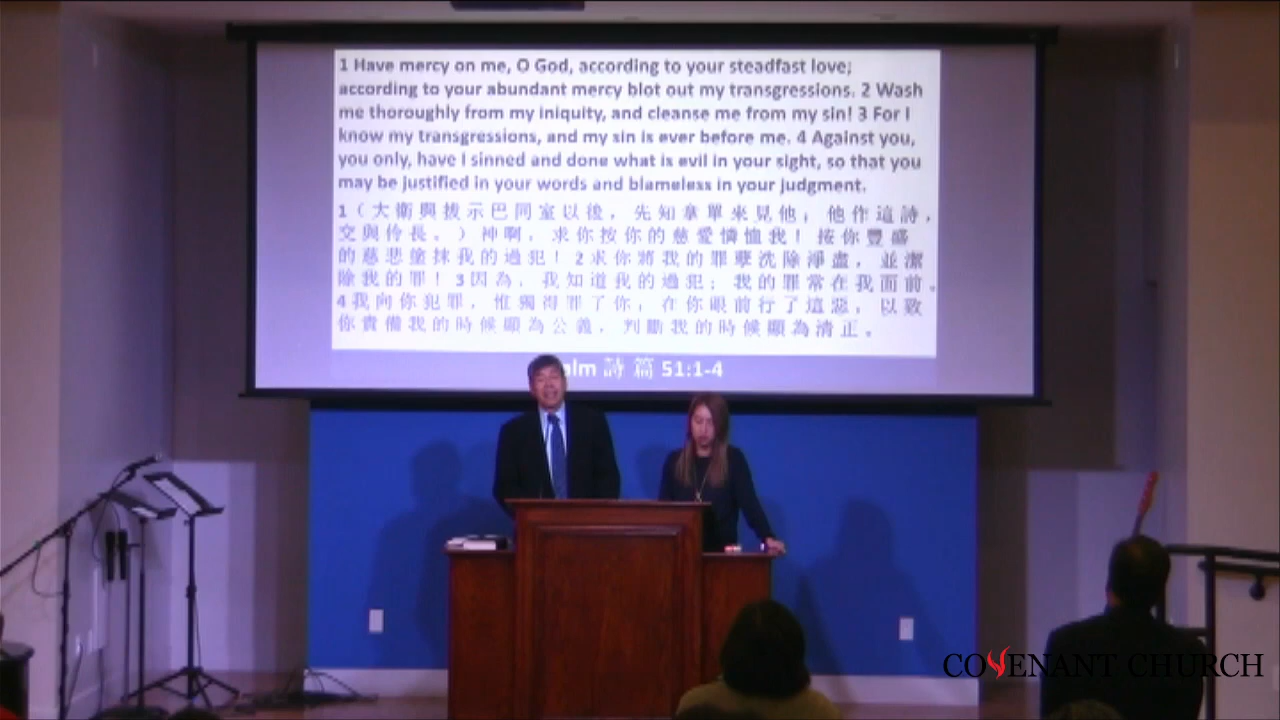 1 Have mercy on me, O God, according to your steadfast love;
according to your abundant mercy blot out my transgressions. 2 Wash
me thoroughly from my iniquity, and cleanse me from my sin! 3 For I
know my transgressions, and my sin is ever before me. 4 Against you,
you only, have I sinned and done what is evil in your sight, so that you
may be justified in your words and blameless in your judgment.
1（大衛與拔示巴同室以後，先知拿單來見他；他作這詩，
交與伶長。）神啊，求你按你的慈愛憐恤我！按你豐盛
的慈悲塗抹我的過犯！2求你將我的罪孽洗除淨盡，並潔
除我的罪！3因為，我知道我的過犯；我的罪常在我面前。
4我向你犯罪，惟獨得罪了你；在你眼前行了這惡，以致
你責備我的時候顯為公義，判斷我的時候顯為清正。
alm 詩 篇 51:1-4
COVENANT CHURCH